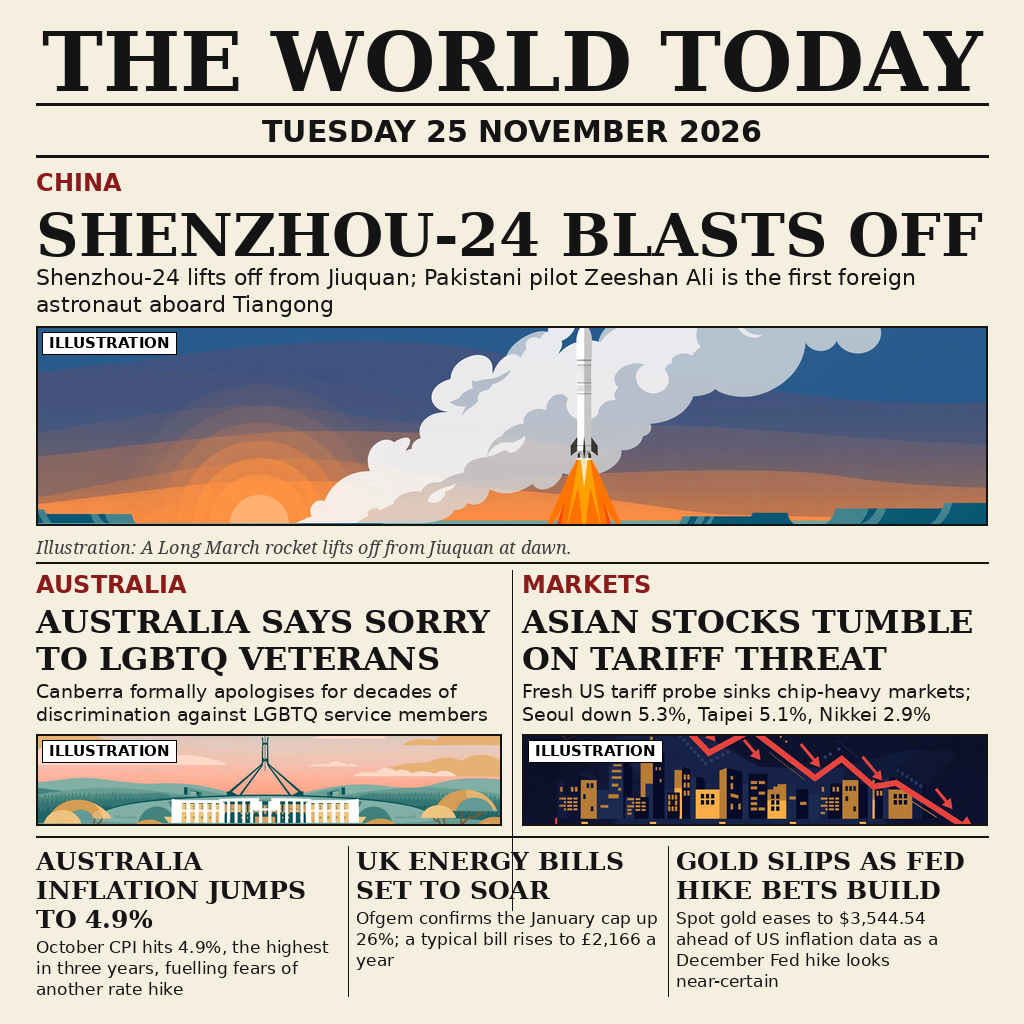 THE WORLD TODAY
TUESDAY 25 NOVEMBER 2026
CHINA
SHENZHOU-24 BLASTS OFF
Shenzhou-24 lifts off from Jiuquan; Pakistani pilot Zeeshan Ali is the first foreign
astronaut aboard Tiangong
ILLUSTRATION
Illustration: A Long March rocket lifts off from Jiuquan at dawn.
AUSTRALIA
AUSTRALIA SAYS SORRY
TO LGBTQ VETERANS
Canberra formally apologises for decades of
discrimination against LGBTQ service members
ILLUSTRATION
MARKETS
ASIAN STOCKS TUMBLE
ON TARIFF THREAT
Fresh US tariff probe sinks chip-heavy markets;
Seoul down 5.3%, Taipei 5.1%, Nikkei 2.9%
ILLUSTRATION
AUSTRALIA
INFLATION JUMPS
TO 4.9%
October CPI hits 4.9%, the highest
in three years, fuelling fears of
another rate hike
UK ENERGY BILLS
SET TO SOAR
Ofgem confirms the January cap up
26%; a typical bill rises to £2,166 a
year
GOLD SLIPS AS FED
HIKE BETS BUILD
Spot gold eases to $3,544.54
ahead of US inflation data as a
December Fed hike looks
near-certain